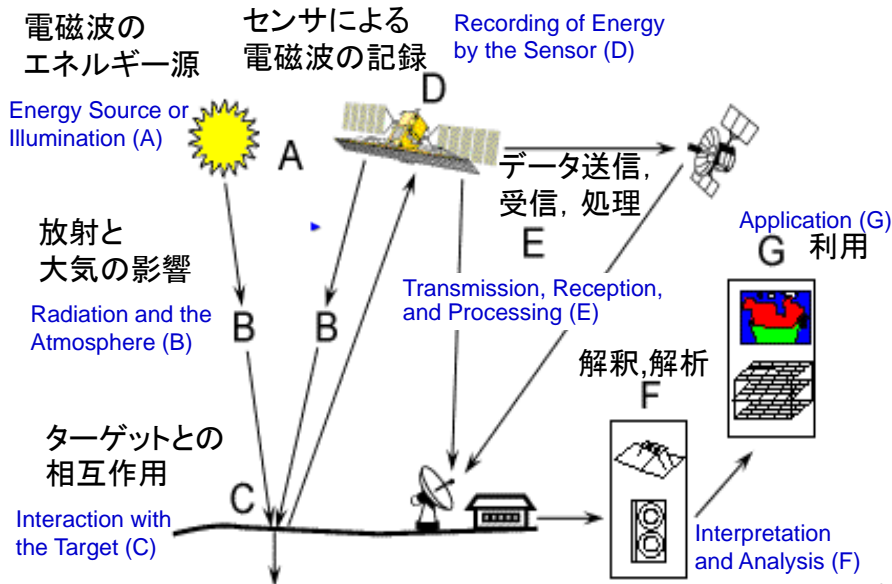 電磁波の
エネルギー源
Energy Source or
Illumination (A)
A
センサによる
電磁波の記録
D
Recording of Energy
by the Sensor (D)
データ送信,
受信, 処理
E
Transmission, Reception,
and Processing (E)
放射と
大気の影響
Radiation and the
Atmosphere (B)
B
B
Application (G)
G 利用
解釈,解析
F
Interpretation
and Analysis (F)
ターゲットとの
相互作用
C
Interaction with
the Target (C)